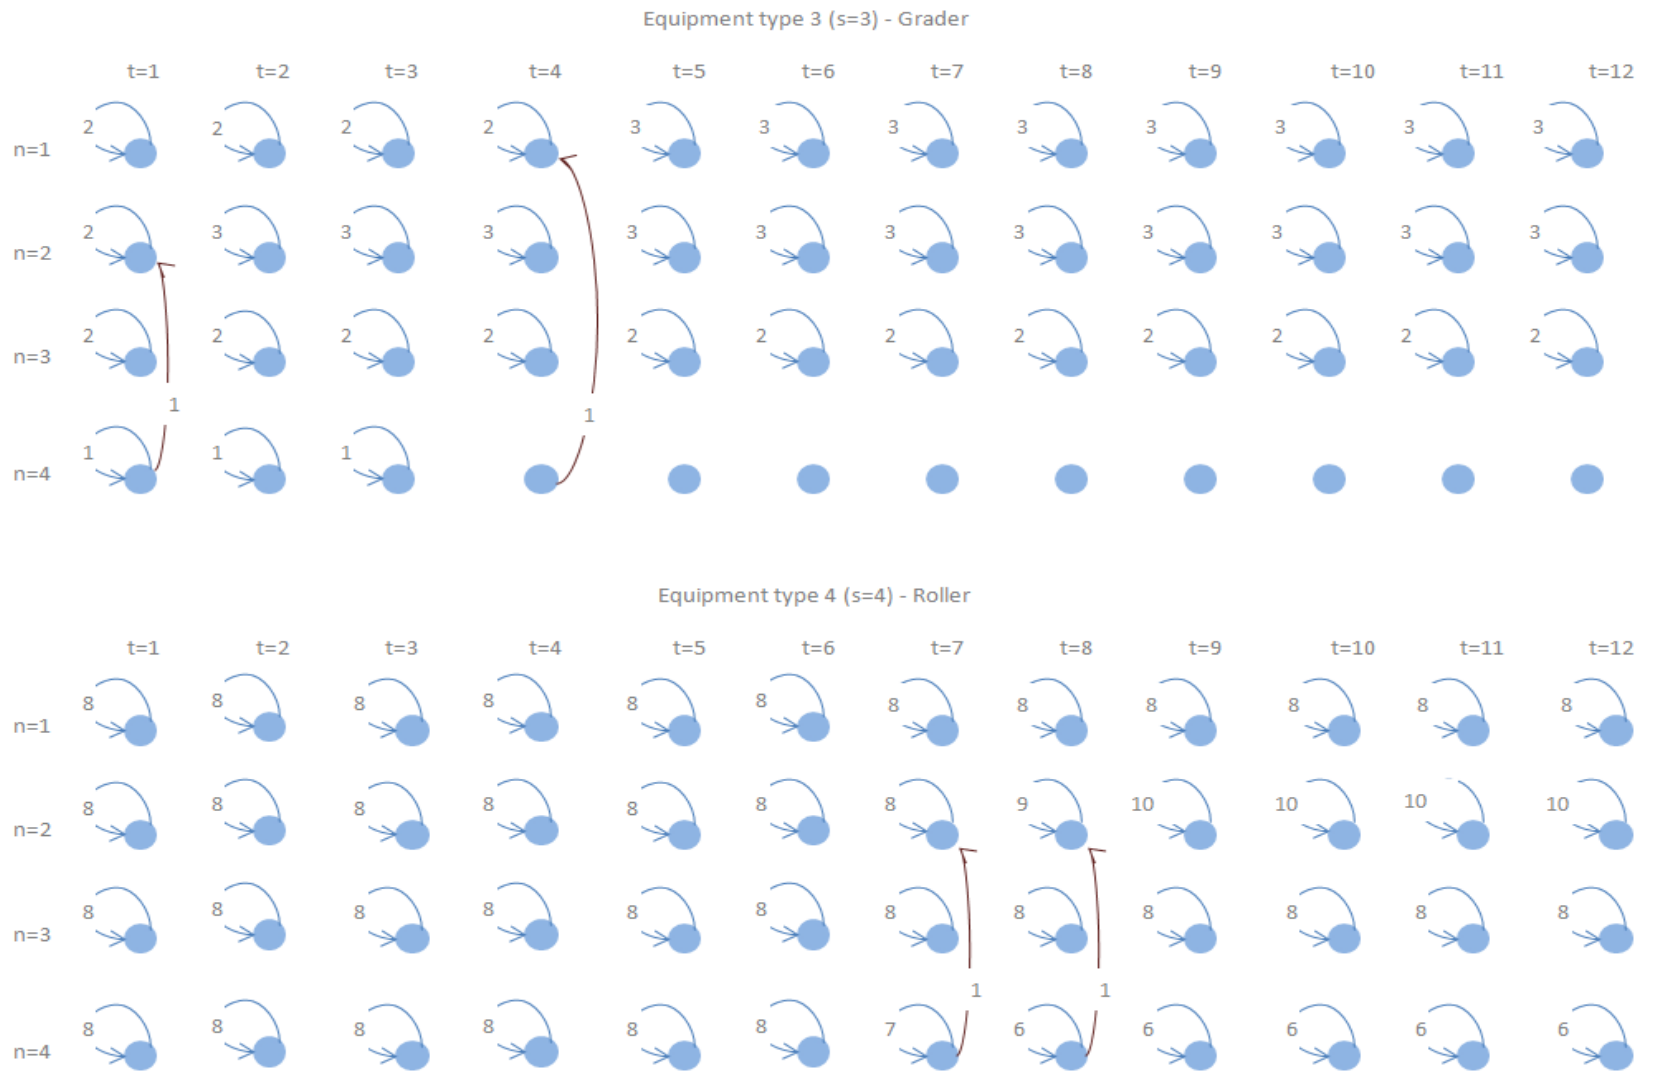 Equipment type 3 (s=3) - Grader
t=1 t=2 t=3 t=4 t=5 t=6 t=7 t=8 t=9 t=10 t=11 t=12
2 2 2 2 3 3 3 3 3 3 3 3
n=1
2 3 3 3 3 3 3 3 3 3 3 3
n=2
2 2 2 2 2 2 2 2 2 2 2 2
n=3
1 1
1 1 1
n=4
Equipment type 4 (s=4) - Roller
t=1 t=2 t=3 t=4 t=5 t=6 t=7 t=8 t=9 t=10 t=11 t=12
8 8 8 8 8 8 8 8 8 8 8 8
n=1
8 8 8 8 8 8 8 9 10 10 10 10
n=2
8 8 8 8 8 8 8 8 8 8 8 8
n=3
1 1
8 8 8 8 8 8 7 6 6 6 6 6
n=4